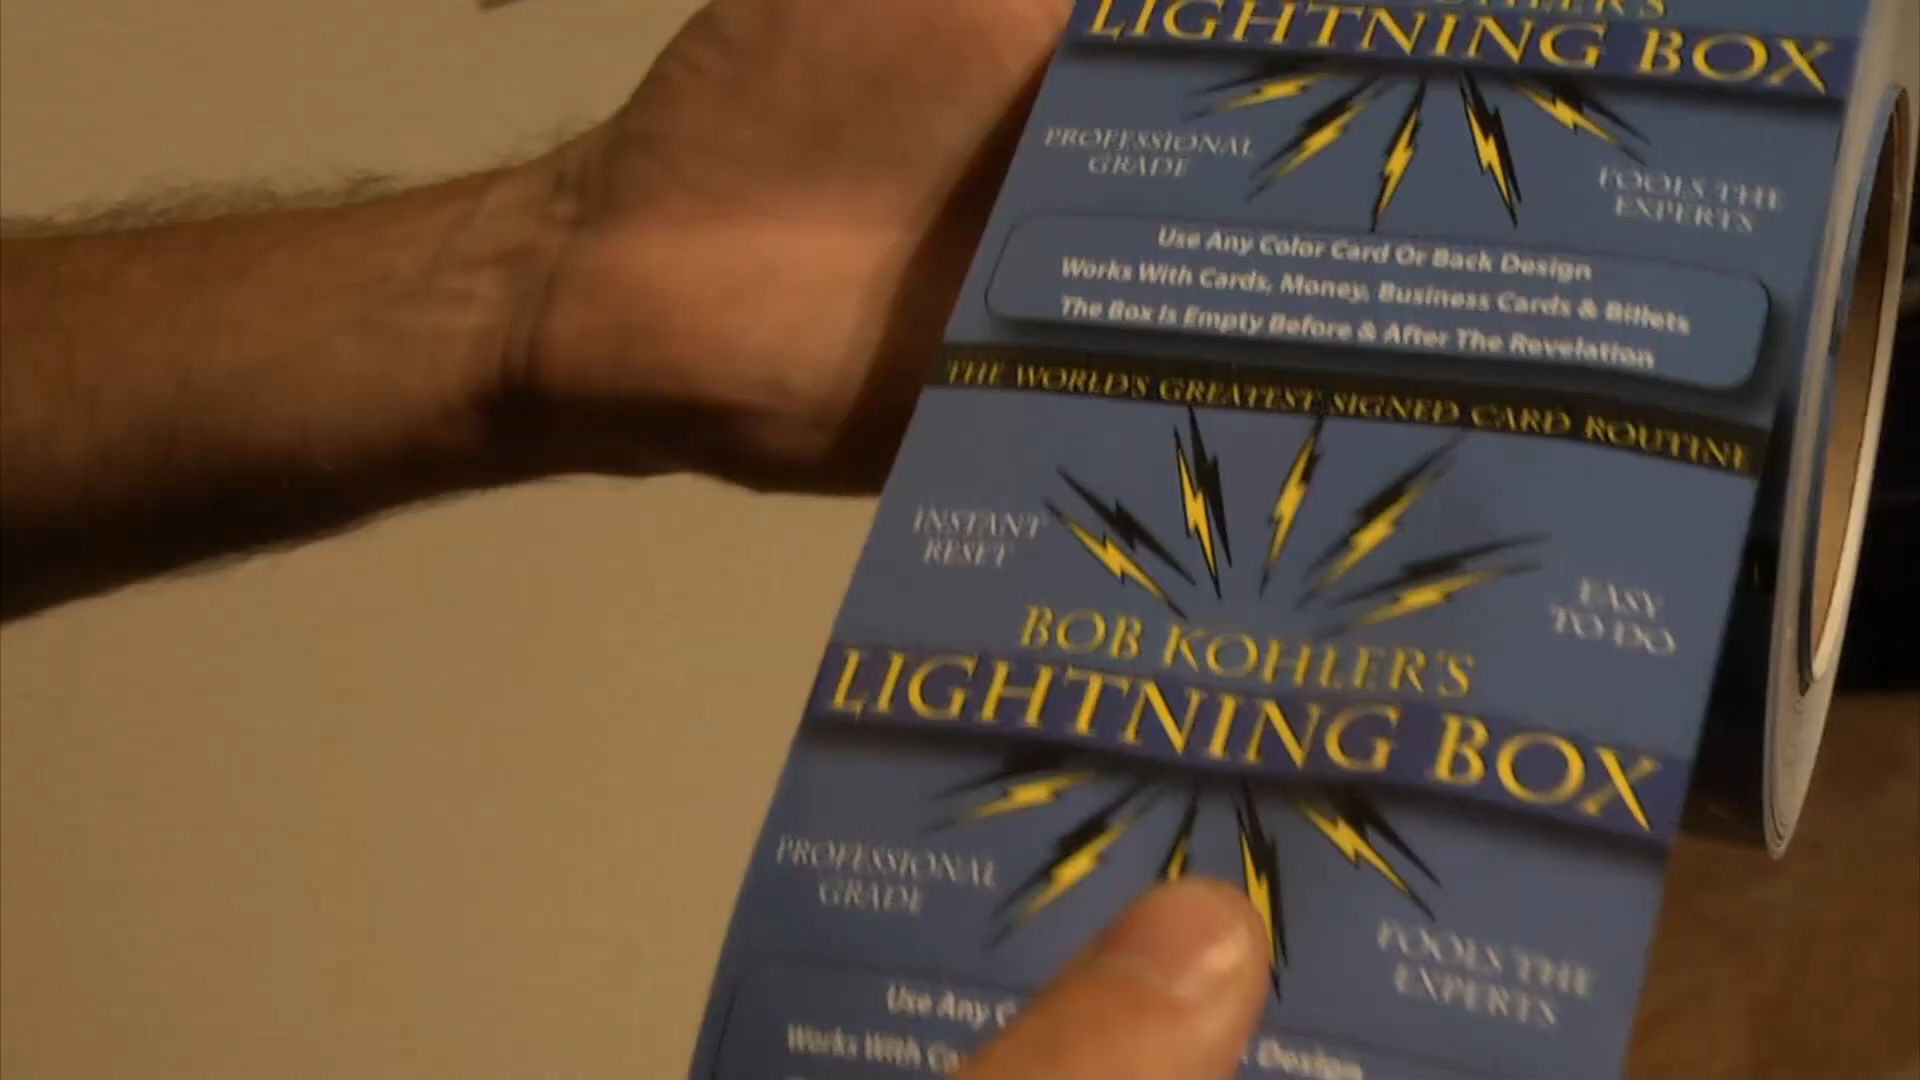 LIGHTNING BOX
PROFESSIONAL
GRADE
FOOLS THE
EXPERTS
Use Any Color Card Or Back Design
Works With Cards, Money, Business Cards & Billets
The Box Is Empty Before & After The Revelation
THE WORLD'S GREATEST SIGNED CARD ROUTINE
INSTANT
RESET
EASY
TO DO
BOB KOHLER'S
LIGHTNING BOX
PROFESSIONAL
GRADE
FOOLS THE
EXPERTS
Use Any
Design
Works With